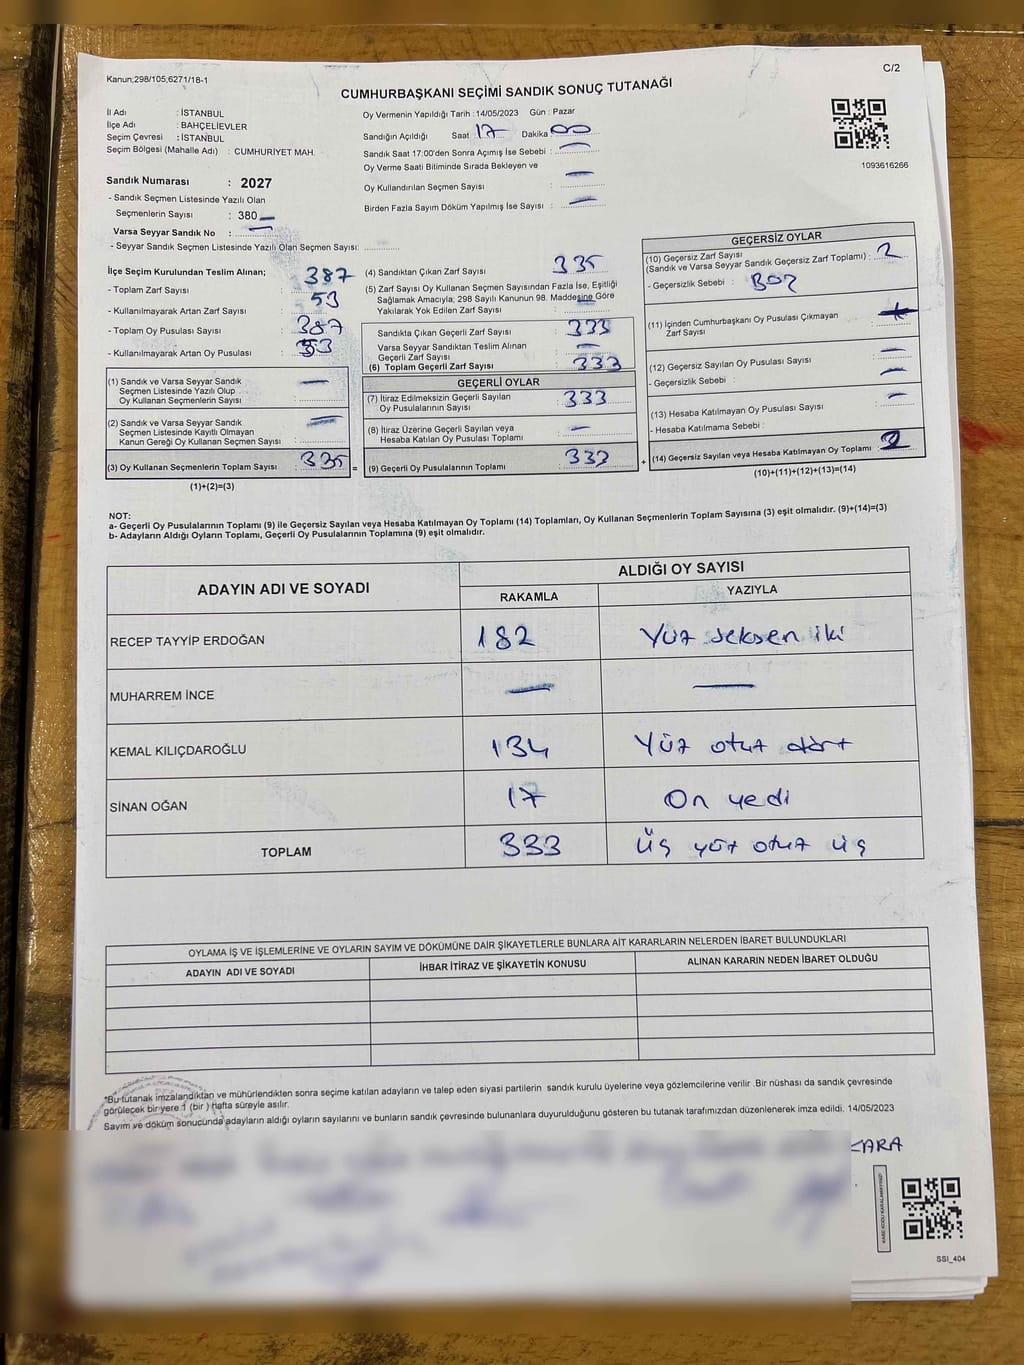 Kanun;298/105;6271/18-1
C/2
CUMHURBAŞKANI SEÇİMİ SANDIK SONUÇ TUTANAĞI
İl Adı : İSTANBUL
İlçe Adı : BAHÇELİEVLER
Seçim Çevresi : İSTANBUL
Seçim Bölgesi (Mahalle Adı) : CUMHURİYET MAH.
Sandık Numarası : 2027
- Sandık Seçmen Listesinde Yazılı Olan
Seçmenlerin Sayısı : 380
Varsa Seyyar Sandık No : —
- Seyyar Sandık Seçmen Listesinde Yazılı Olan Seçmen Sayısı: ............
Oy Vermenin Yapıldığı Tarih : 14/05/2023 Gün : Pazar
Sandığın Açıldığı Saat 17 Dakika 00
Sandık Saat 17:00'den Sonra Açımış İse Sebebi : —
Oy Verme Saati Bitiminde Sırada Bekleyen ve
Oy Kullandırılan Seçmen Sayısı : —
Birden Fazla Sayım Döküm Yapılmış İse Sayısı : —
1093616266
İlçe Seçim Kurulundan Teslim Alınan; 387
- Toplam Zarf Sayısı : 53
- Kullanılmayarak Artan Zarf Sayısı :
- Toplam Oy Pusulası Sayısı : 387
- Kullanılmayarak Artan Oy Pusulası : 53
(1) Sandık ve Varsa Seyyar Sandık
Seçmen Listesinde Yazılı Olup
Oy Kullanan Seçmenlerin Sayısı : —
(2) Sandık ve Varsa Seyyar Sandık
Seçmen Listesinde Kayıtlı Olmayan
Kanun Gereği Oy Kullanan Seçmen Sayısı : —
(3) Oy Kullanan Seçmenlerin Toplam Sayısı : 335 =
(1)+(2)=(3)
(4) Sandıktan Çıkan Zarf Sayısı : 335
(5) Zarf Sayısı Oy Kullanan Seçmen Sayısından Fazla İse, Eşitliği
Sağlamak Amacıyla; 298 Sayılı Kanunun 98. Maddesine Göre
Yakılarak Yok Edilen Zarf Sayısı : —
Sandıkta Çıkan Geçerli Zarf Sayısı : 333
Varsa Seyyar Sandıktan Teslim Alınan
Geçerli Zarf Sayısı : —
(6) Toplam Geçerli Zarf Sayısı : 333
GEÇERLİ OYLAR
(7) İtiraz Edilmeksizin Geçerli Sayılan
Oy Pusulalarının Sayısı : 333
(8) İtiraz Üzerine Geçerli Sayılan veya
Hesaba Katılan Oy Pusulası Toplamı : —
(9) Geçerli Oy Pusulalarının Toplamı : 333 +
GEÇERSİZ OYLAR
(10) Geçersiz Zarf Sayısı
(Sandık ve Varsa Seyyar Sandık Geçersiz Zarf Toplamı) : 2
- Geçersizlik Sebebi : BOZ
(11) İçinden Cumhurbaşkanı Oy Pusulası Çıkmayan
Zarf Sayısı :
(12) Geçersiz Sayılan Oy Pusulası Sayısı : —
- Geçersizlik Sebebi : —
(13) Hesaba Katılmayan Oy Pusulası Sayısı : —
- Hesaba Katılmama Sebebi :
(14) Geçersiz Sayılan veya Hesaba Katılmayan Oy Toplamı : 2
(10)+(11)+(12)+(13)=(14)
NOT:
a- Geçerli Oy Pusulalarının Toplamı (9) ile Geçersiz Sayılan veya Hesaba Katılmayan Oy Toplamı (14) Toplamları, Oy Kullanan Seçmenlerin Toplam Sayısına (3) eşit olmalıdır. (9)+(14)=(3)
b- Adayların Aldığı Oyların Toplamı, Geçerli Oy Pusulalarının Toplamına (9) eşit olmalıdır.
ADAYIN ADI VE SOYADI
ALDIĞI OY SAYISI
RAKAMLA YAZIYLA
RECEP TAYYİP ERDOĞAN 182 Yüz seksen iki
MUHARREM İNCE — —
KEMAL KILIÇDAROĞLU 134 Yüz otuz dört
SİNAN OĞAN 17 On yedi
TOPLAM 333 Üç yüz otuz üç
OYLAMA İŞ VE İŞLEMLERİNE VE OYLARIN SAYIM VE DÖKÜMÜNE DAİR ŞİKAYETLERLE BUNLARA AİT KARARLARIN NELERDEN İBARET BULUNDUKLARI
ADAYIN ADI VE SOYADI İHBAR İTİRAZ VE ŞİKAYETİN KONUSU ALINAN KARARIN NEDEN İBARET OLDUĞU
*Bu tutanak imzalandıktan ve mühürlendikten sonra seçime katılan adayların ve talep eden siyasi partilerin sandık kurulu üyelerine veya gözlemcilerine verilir .Bir nüshası da sandık çevresinde
görülecek bir yere 1 (bir ) hafta süreyle asılır.
Sayım ve döküm sonucunda adayların aldığı oyların sayılarını ve bunların sandık çevresinde bulunanlara duyurulduğunu gösteren bu tutanak tarafımızdan düzenlenerek imza edildi. 14/05/2023
KARE KODU KARALAMAYINIZ!
SSI_404